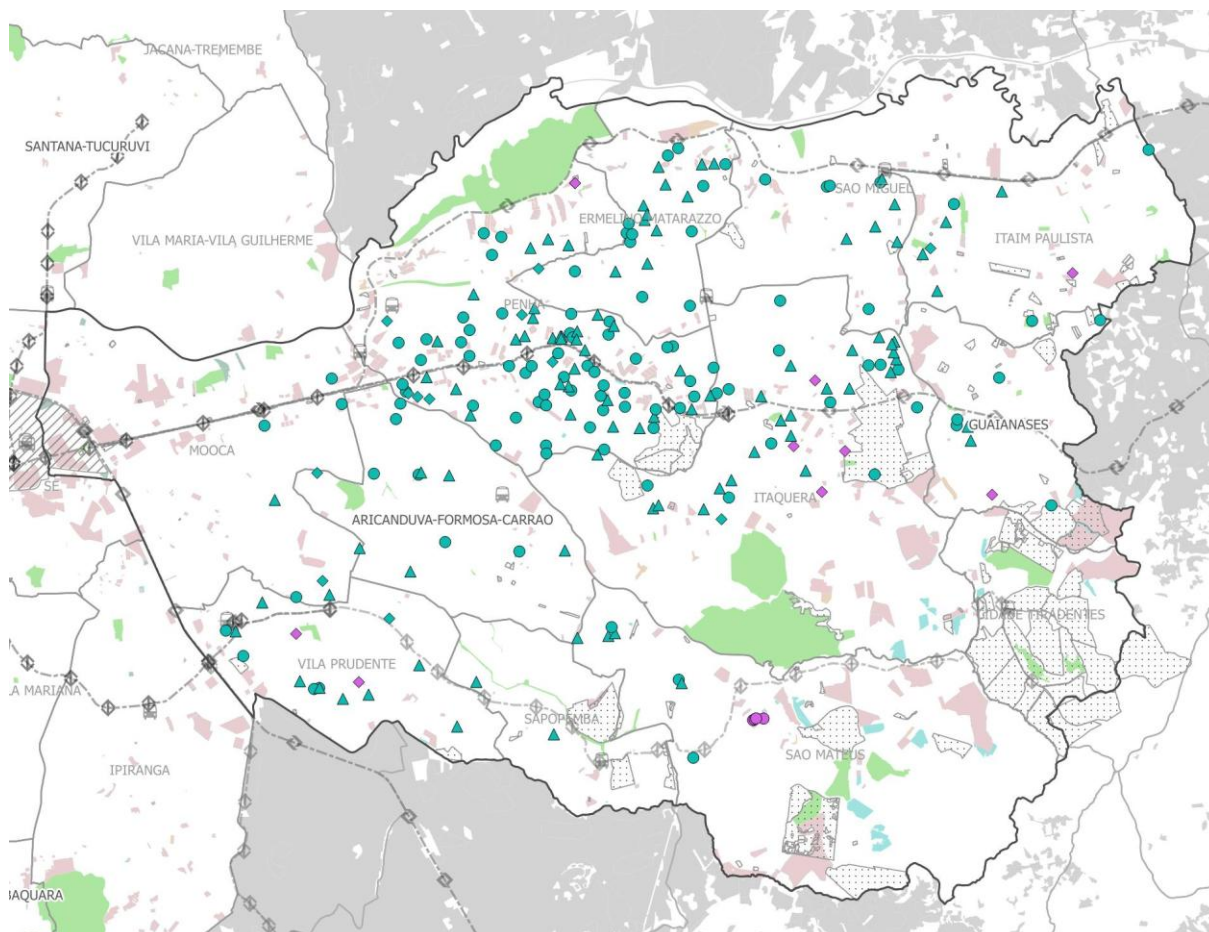 JACANA-TREMEMBE
SANTANA-TUCURUVI
SAO MIGUEL
ERMELINO MATARAZZO
VILA MARIA-VILA GUILHERME
ITAIM PAULISTA
PENHA
GUAIANASES
MOOCA
SE
ITAQUERA
ARICANDUVA-FORMOSA-CARRAO
CIDADE TIRADENTES
VILA PRUDENTE
LA MARIANA
SAPOPEMBA
SAO MATEUS
IPIRANGA
BAQUARA